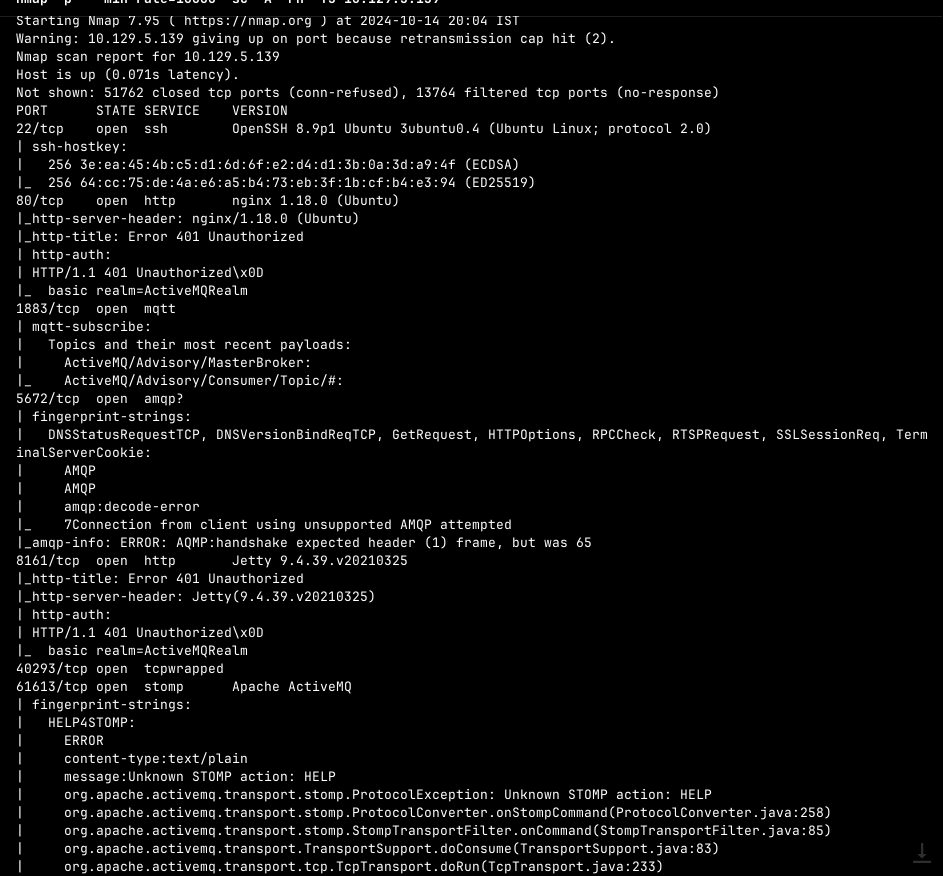 Starting Nmap 7.95 ( https://nmap.org ) at 2024-10-14 20:04 IST
Warning: 10.129.5.139 giving up on port because retransmission cap hit (2).
Nmap scan report for 10.129.5.139
Host is up (0.071s latency).
Not shown: 51762 closed tcp ports (conn-refused), 13764 filtered tcp ports (no-response)
PORT      STATE SERVICE    VERSION
22/tcp    open  ssh        OpenSSH 8.9p1 Ubuntu 3ubuntu0.4 (Ubuntu Linux; protocol 2.0)
| ssh-hostkey:
|   256 3e:ea:45:4b:c5:d1:6d:6f:e2:d4:d1:3b:0a:3d:a9:4f (ECDSA)
|_  256 64:cc:75:de:4a:e6:a5:b4:73:eb:3f:1b:cf:b4:e3:94 (ED25519)
80/tcp    open  http       nginx 1.18.0 (Ubuntu)
|_http-server-header: nginx/1.18.0 (Ubuntu)
|_http-title: Error 401 Unauthorized
| http-auth:
| HTTP/1.1 401 Unauthorized\x0D
|_  basic realm=ActiveMQRealm
1883/tcp  open  mqtt
| mqtt-subscribe:
|   Topics and their most recent payloads:
|     ActiveMQ/Advisory/MasterBroker:
|_    ActiveMQ/Advisory/Consumer/Topic/#:
5672/tcp  open  amqp?
| fingerprint-strings:
|   DNSStatusRequestTCP, DNSVersionBindReqTCP, GetRequest, HTTPOptions, RPCCheck, RTSPRequest, SSLSessionReq, Term
inalServerCookie:
|     AMQP
|     AMQP
|     amqp:decode-error
|_    7Connection from client using unsupported AMQP attempted
|_amqp-info: ERROR: AQMP:handshake expected header (1) frame, but was 65
8161/tcp  open  http       Jetty 9.4.39.v20210325
|_http-title: Error 401 Unauthorized
|_http-server-header: Jetty(9.4.39.v20210325)
| http-auth:
| HTTP/1.1 401 Unauthorized\x0D
|_  basic realm=ActiveMQRealm
40293/tcp open  tcpwrapped
61613/tcp open  stomp      Apache ActiveMQ
| fingerprint-strings:
|   HELP4STOMP:
|     ERROR
|     content-type:text/plain
|     message:Unknown STOMP action: HELP
|     org.apache.activemq.transport.stomp.ProtocolException: Unknown STOMP action: HELP
|     org.apache.activemq.transport.stomp.ProtocolConverter.onStompCommand(ProtocolConverter.java:258)
|     org.apache.activemq.transport.stomp.StompTransportFilter.onCommand(StompTransportFilter.java:85)
|     org.apache.activemq.transport.TransportSupport.doConsume(TransportSupport.java:83)
|     org.apache.activemq.transport.tcp.TcpTransport.doRun(TcpTransport.java:233)